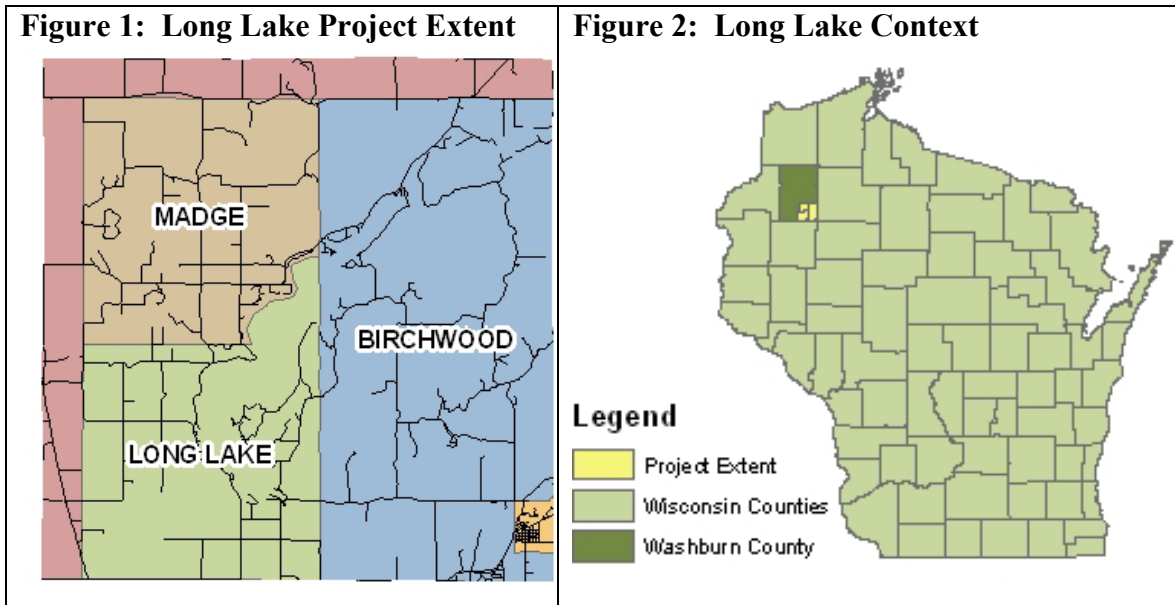 Figure 1: Long Lake Project Extent
MADGE
BIRCHWOOD
LONG LAKE
Figure 2: Long Lake Context
Legend
Project Extent
Wisconsin Counties
Washburn County